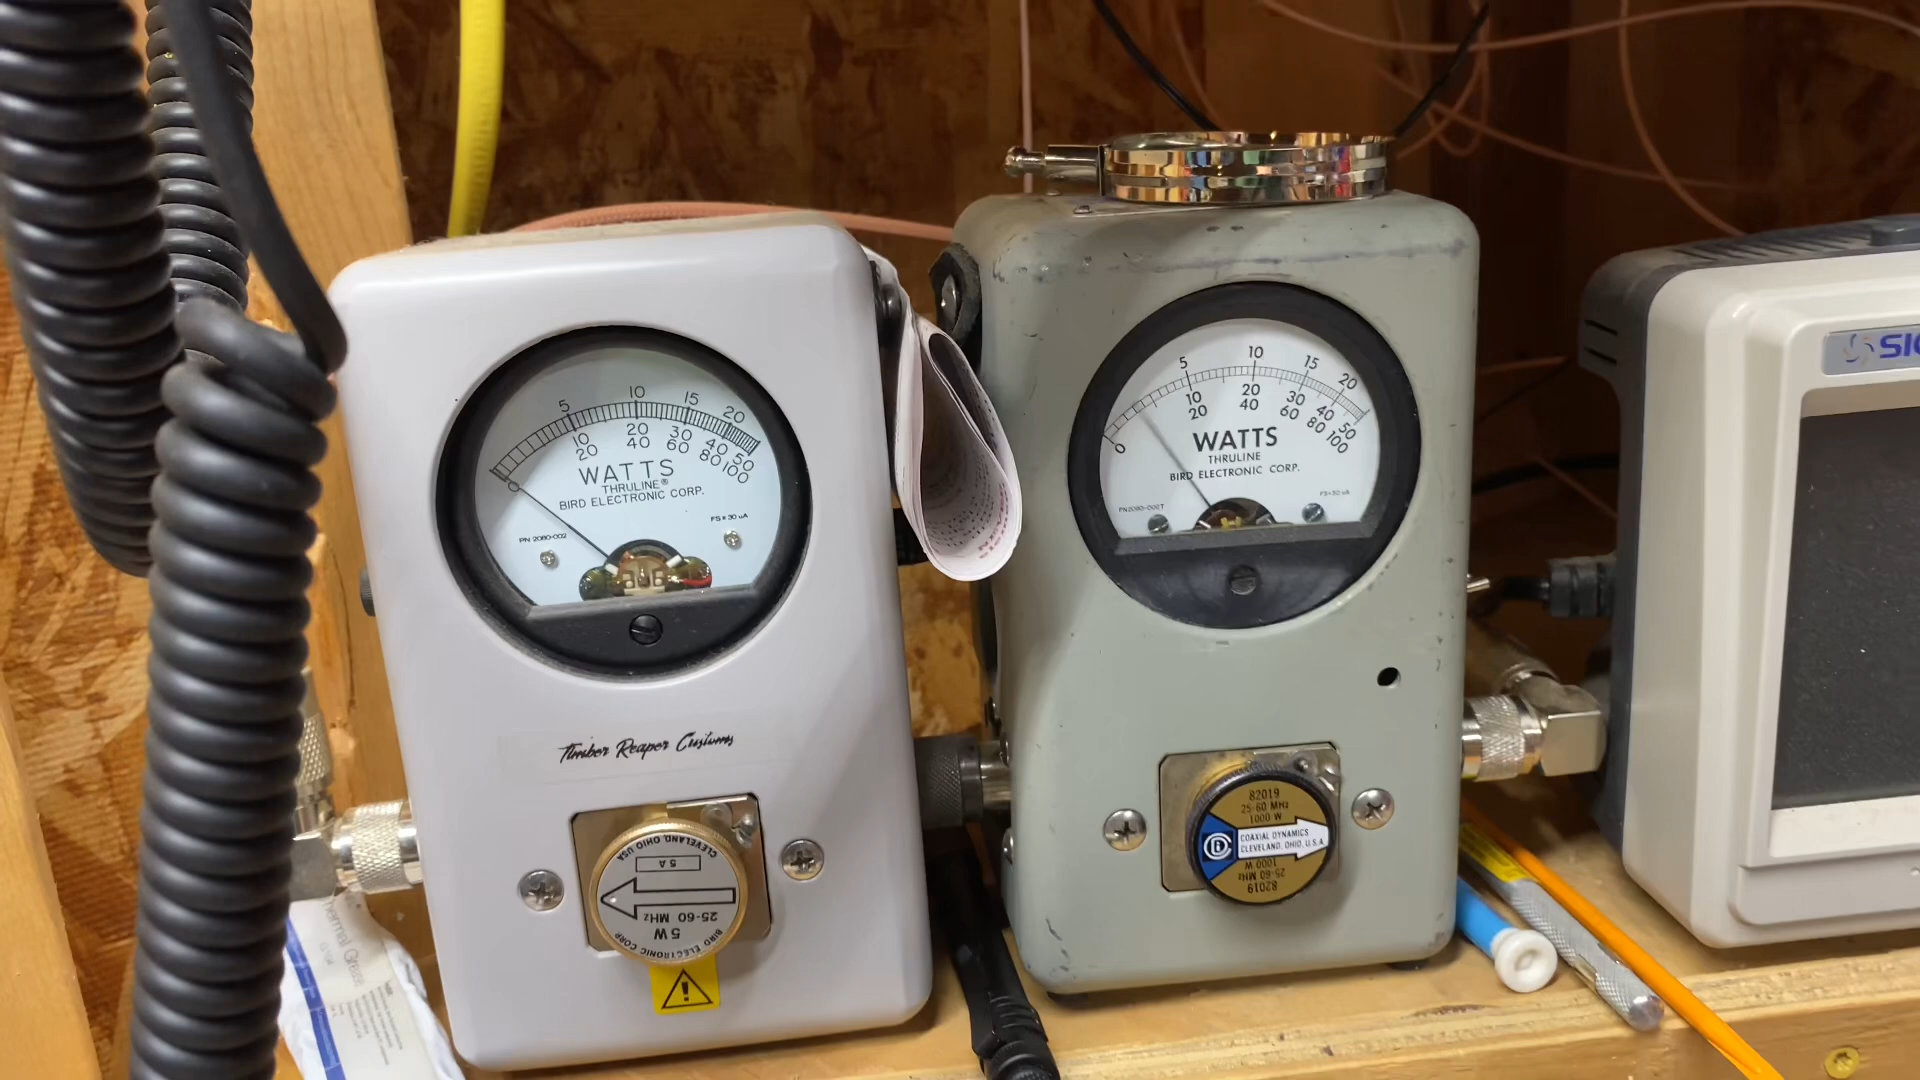 5 10 15 20
10 20 30 40 50
20 40 60 80 100
0
WATTS
THRULINE®
BIRD ELECTRONIC CORP.
PN 2080-002
FS = 30 uA
Timber Reaper Customs
CLEVELAND, OHIO USA
5A
25-60 MHz
5W
BIRD ELECTRONIC CORP
5 10 15 20
10 20 30 40 50
20 40 60 80 100
0
WATTS
THRULINE
BIRD ELECTRONIC CORP.
FS=30 uA
82019
25-60 MHz
1000 W
COAXIAL DYNAMICS
CLEVELAND, OHIO, U.S.A.
1000 W
25-60 MHz
82019